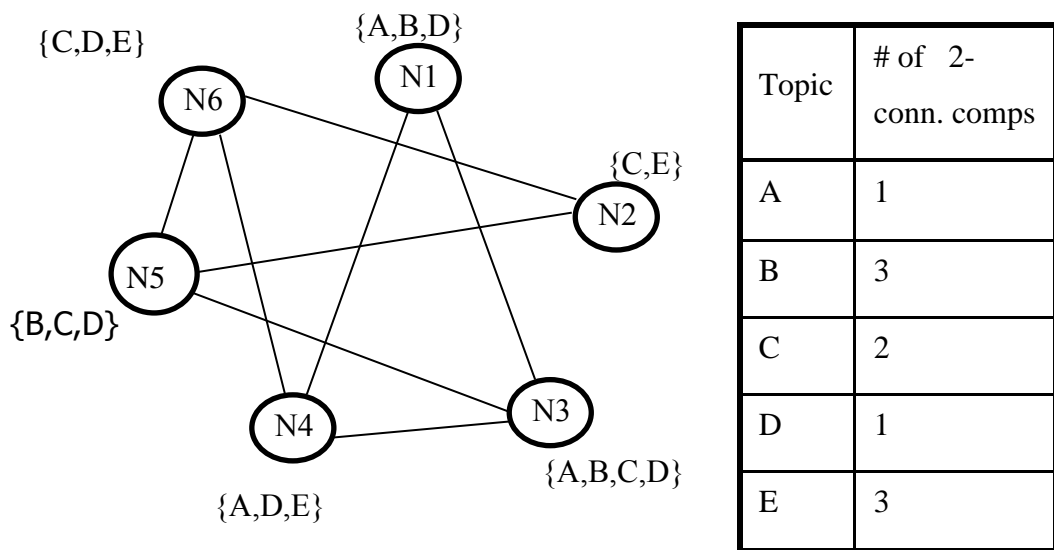 {C,D,E}
{A,B,D}
N6
N1
{C,E}
N2
N5
{B,C,D}
N4
N3
{A,B,C,D}
{A,D,E}
Topic
# of 2-
conn. comps
A 1
B 3
C 2
D 1
E 3